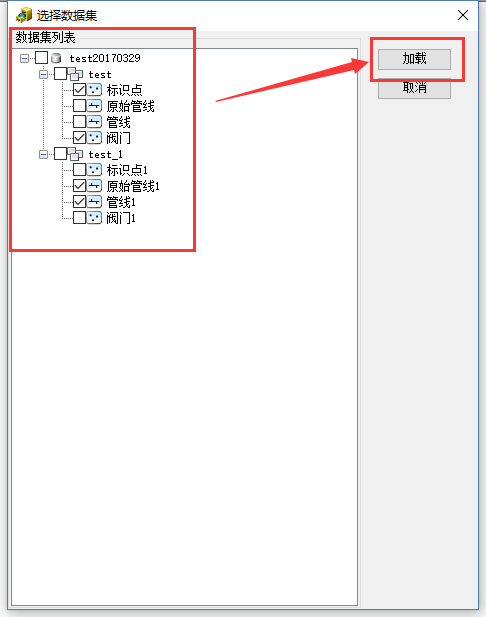 选择数据集
数据集列表
test20170329
test
标识点
原始管线
管线
阀门
test_1
标识点1
原始管线1
管线1
阀门1
加载
取消